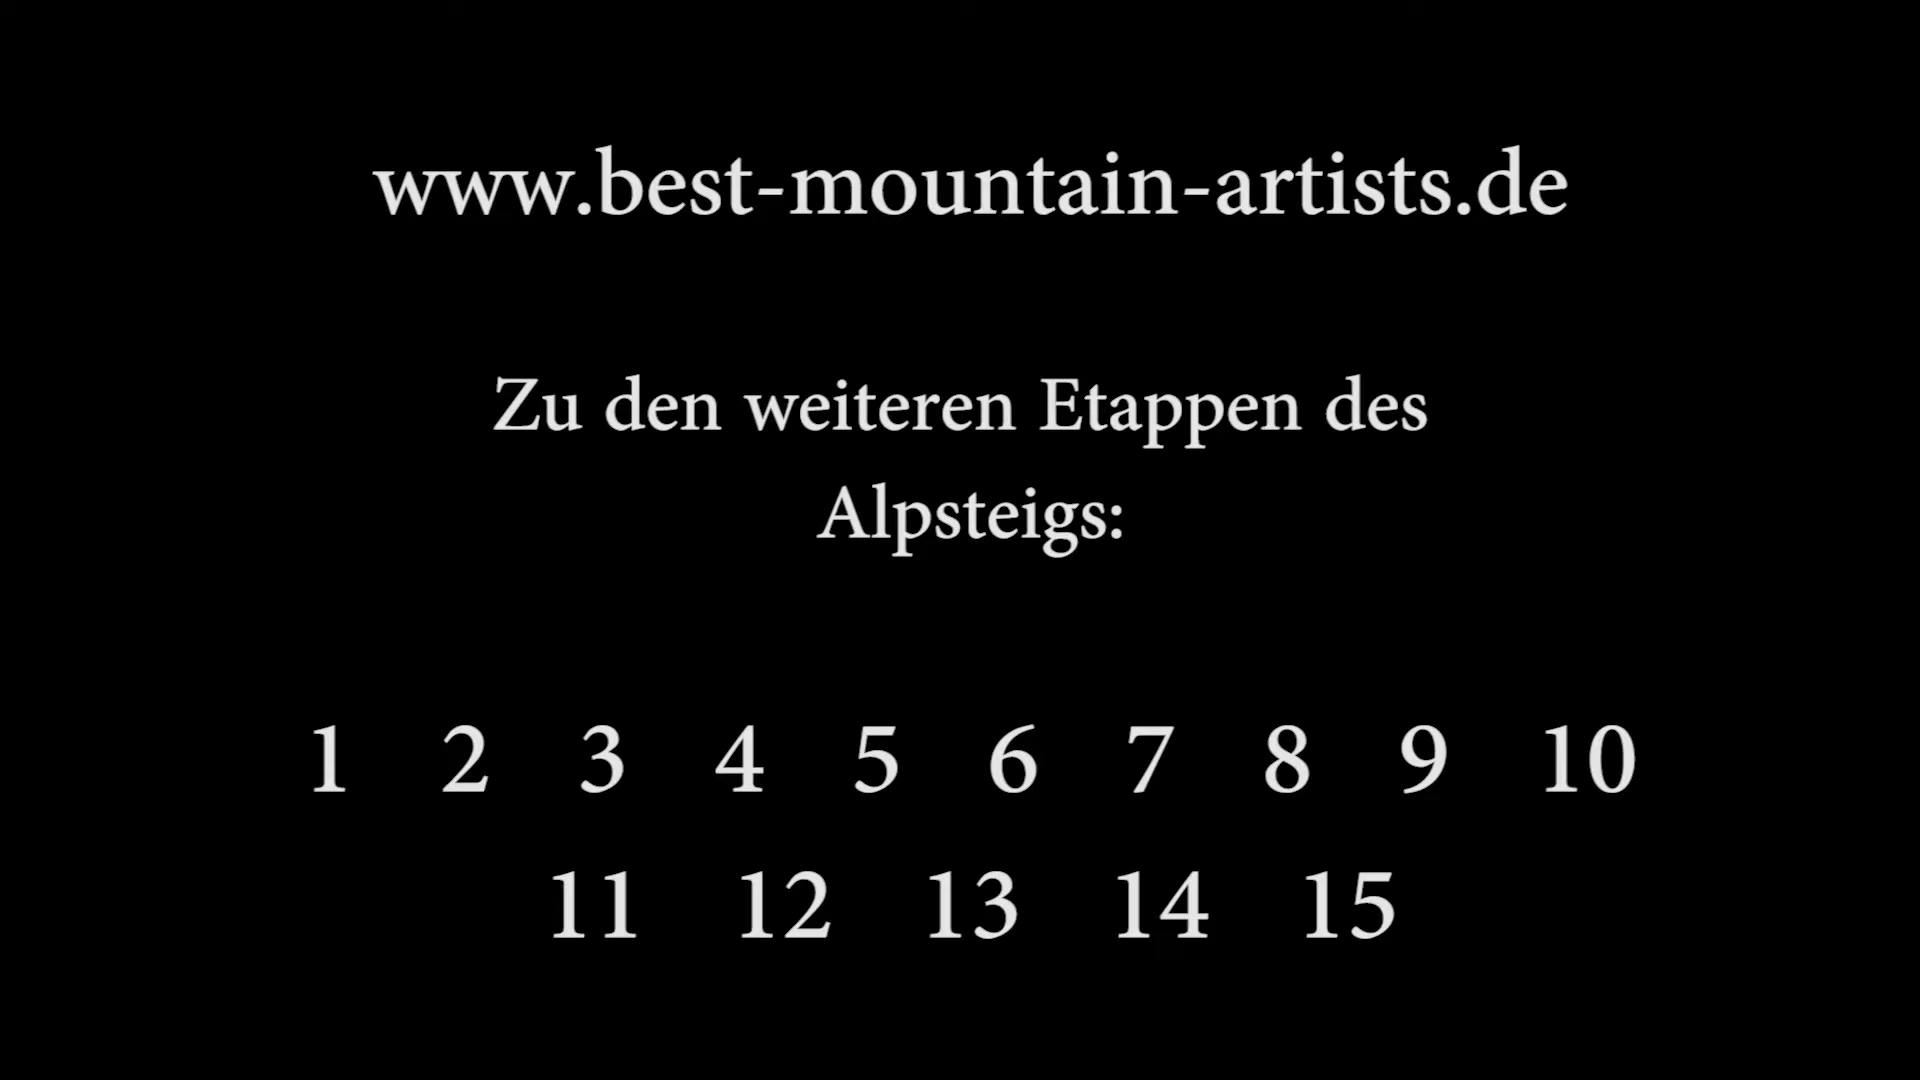 www.best-mountain-artists.de
Zu den weiteren Etappen des
Alpsteigs:
1 2 3 4 5 6 7 8 9 10
11 12 13 14 15